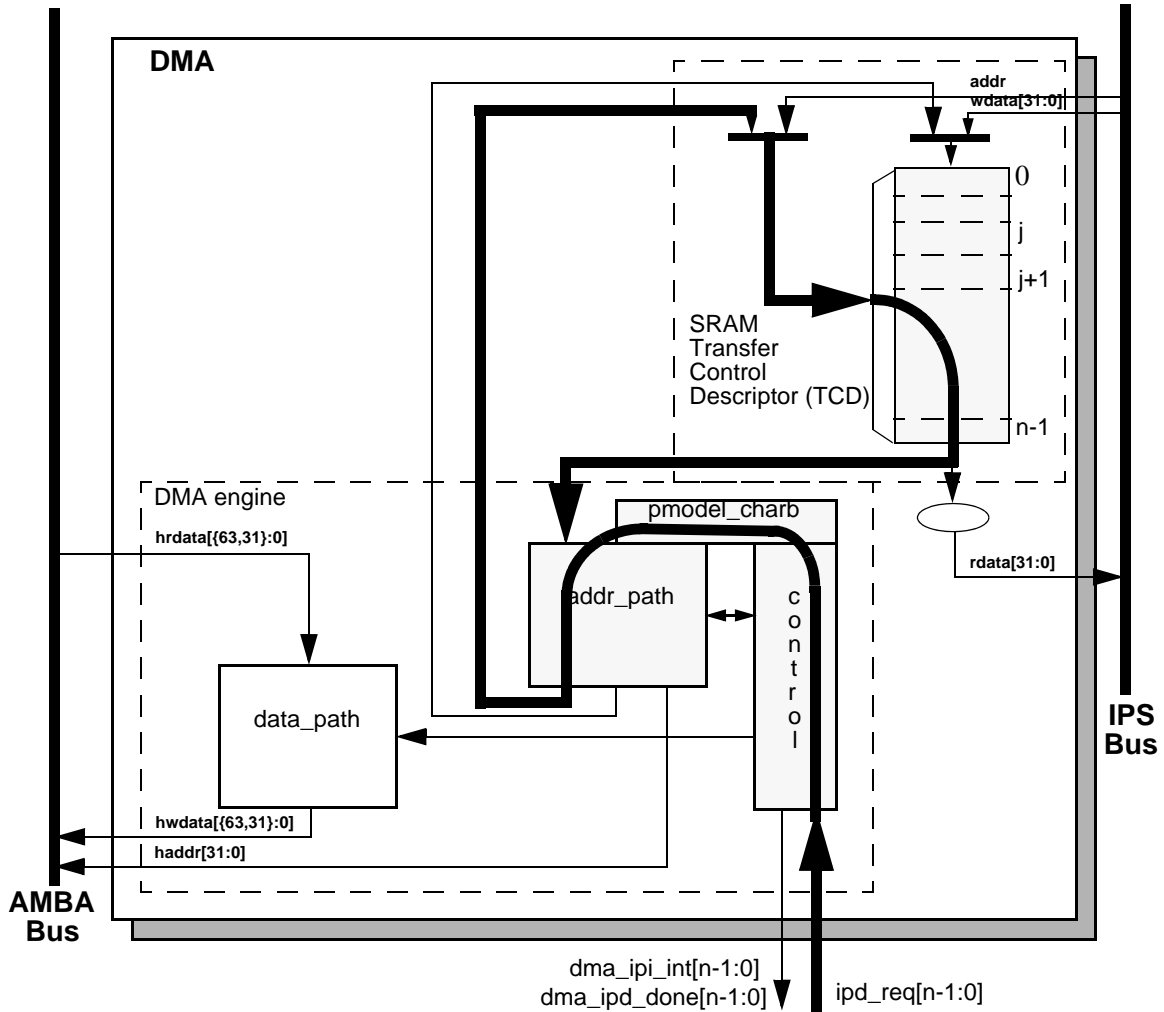 DMA
addr
wdata[31:0]
0
j
j+1
SRAM
Transfer
Control
Descriptor (TCD)
n-1
DMA engine
pmodel_charb
hrdata[{63,31}:0]
rdata[31:0]
addr_path
c
o
n
t
r
o
l
data_path
IPS
Bus
hwdata[{63,31}:0]
haddr[31:0]
AMBA
Bus
dma_ipi_int[n-1:0]
dma_ipd_done[n-1:0]
ipd_req[n-1:0]